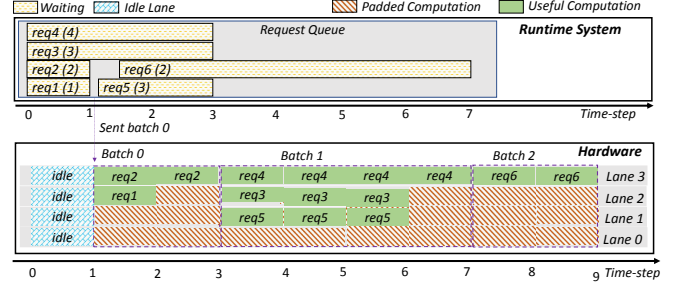 Waiting Idle Lane Padded Computation Useful Computation
req4 (4) Request Queue Runtime System
req3 (3)
req2 (2) req6 (2)
req1 (1) req5 (3)
0 1 2 3 4 5 6 7 Time-step
Sent batch 0
Hardware
Batch 0 Batch 1 Batch 2
idle req2 req2 req4 req4 req4 req4 req6 req6 Lane 3
idle req1 req3 req3 req3 Lane 2
idle req5 req5 req5 Lane 1
idle Lane 0
0 1 2 3 4 5 6 7 8 9 Time-step